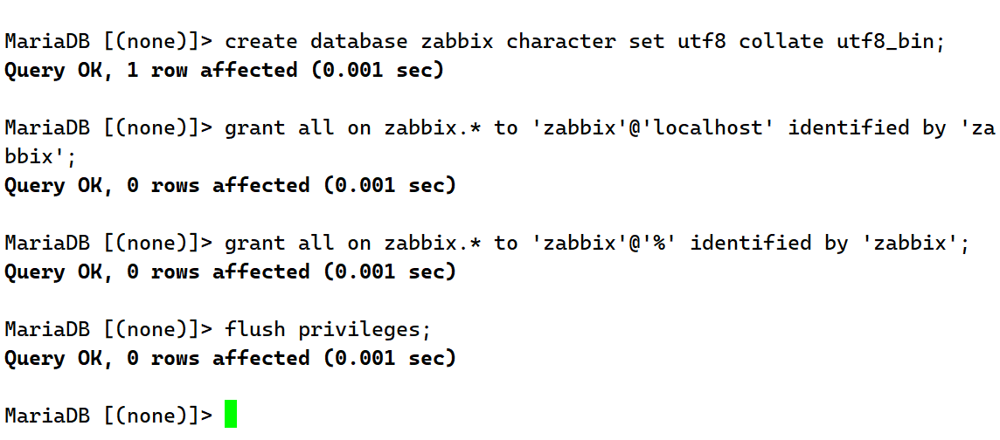 MariaDB [(none)]> create database zabbix character set utf8 collate utf8_bin;
Query OK, 1 row affected (0.001 sec)
MariaDB [(none)]> grant all on zabbix.* to 'zabbix'@'localhost' identified by 'za
bbix';
Query OK, 0 rows affected (0.001 sec)
MariaDB [(none)]> grant all on zabbix.* to 'zabbix'@'%' identified by 'zabbix';
Query OK, 0 rows affected (0.001 sec)
MariaDB [(none)]> flush privileges;
Query OK, 0 rows affected (0.001 sec)
MariaDB [(none)]>